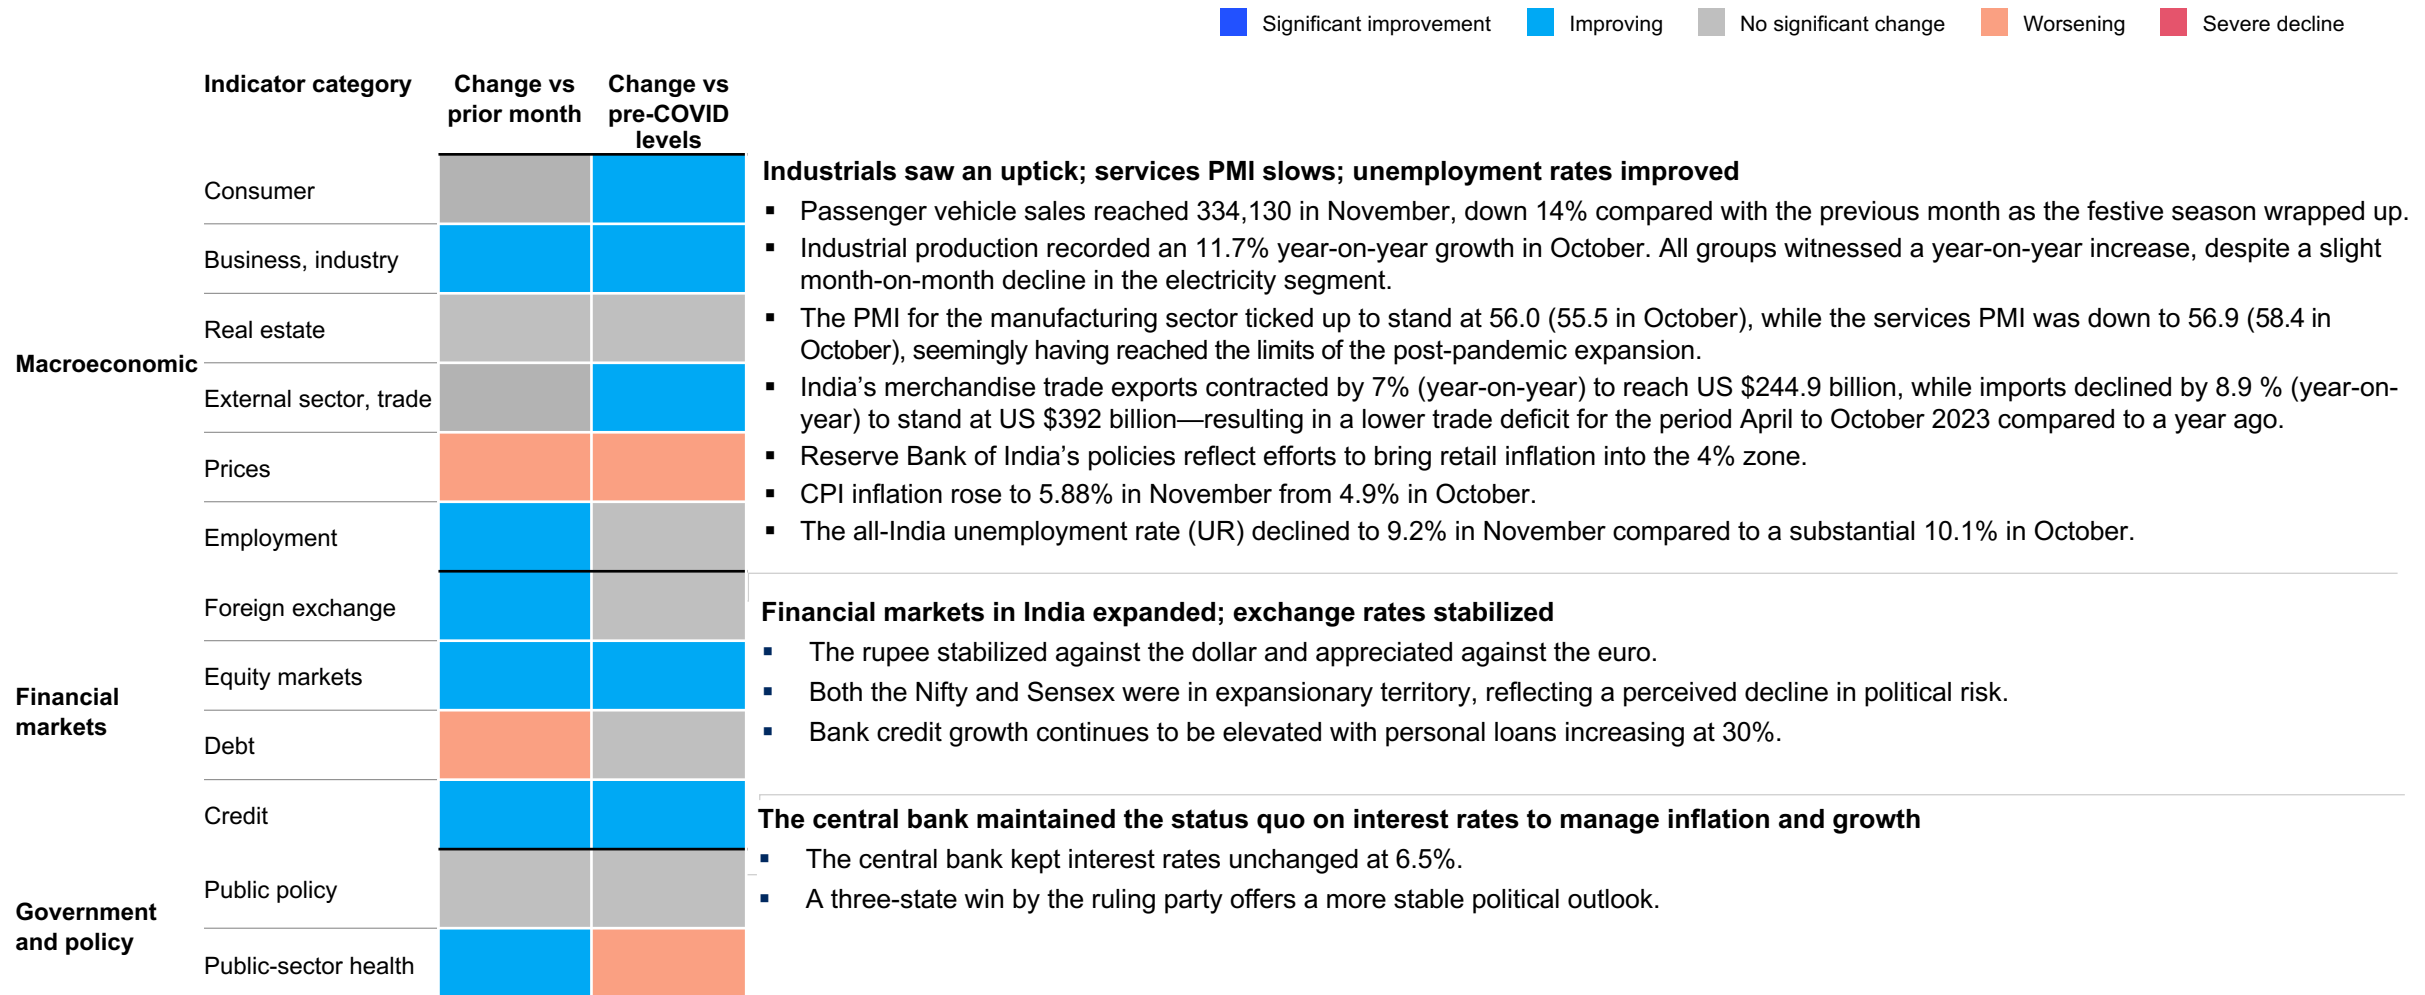 Significant improvement
Improving
No significant change
Worsening
Severe decline
Indicator category
Change vs
prior month
Change vs
pre-COVID
levels
Macroeconomic
Consumer
Business, industry
Real estate
External sector, trade
Prices
Employment
Industrials saw an uptick; services PMI slows; unemployment rates improved
▪ Passenger vehicle sales reached 334,130 in November, down 14% compared with the previous month as the festive season wrapped up.
▪ Industrial production recorded an 11.7% year-on-year growth in October. All groups witnessed a year-on-year increase, despite a slight
month-on-month decline in the electricity segment.
▪ The PMI for the manufacturing sector ticked up to stand at 56.0 (55.5 in October), while the services PMI was down to 56.9 (58.4 in
October), seemingly having reached the limits of the post-pandemic expansion.
▪ India’s merchandise trade exports contracted by 7% (year-on-year) to reach US $244.9 billion, while imports declined by 8.9 % (year-on-
year) to stand at US $392 billion—resulting in a lower trade deficit for the period April to October 2023 compared to a year ago.
▪ Reserve Bank of India’s policies reflect efforts to bring retail inflation into the 4% zone.
▪ CPI inflation rose to 5.88% in November from 4.9% in October.
▪ The all-India unemployment rate (UR) declined to 9.2% in November compared to a substantial 10.1% in October.
Financial
markets
Foreign exchange
Equity markets
Debt
Credit
Financial markets in India expanded; exchange rates stabilized
▪ The rupee stabilized against the dollar and appreciated against the euro.
▪ Both the Nifty and Sensex were in expansionary territory, reflecting a perceived decline in political risk.
▪ Bank credit growth continues to be elevated with personal loans increasing at 30%.
Government
and policy
Public policy
Public-sector health
The central bank maintained the status quo on interest rates to manage inflation and growth
▪ The central bank kept interest rates unchanged at 6.5%.
▪ A three-state win by the ruling party offers a more stable political outlook.